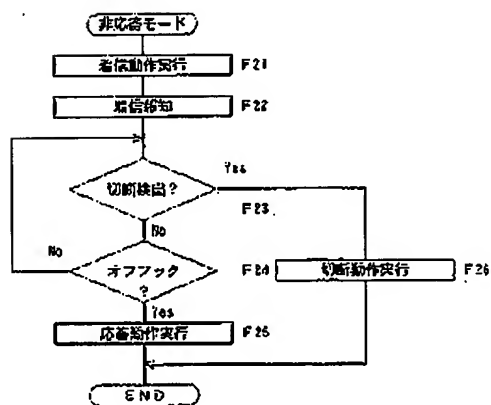 非応答モード
着信動作実行 F21
着信報知 F22
切断検出?
Yes
F23
No
オフフック
?
No
F24
Yes
切断動作実行 F26
応答動作実行 F25
END